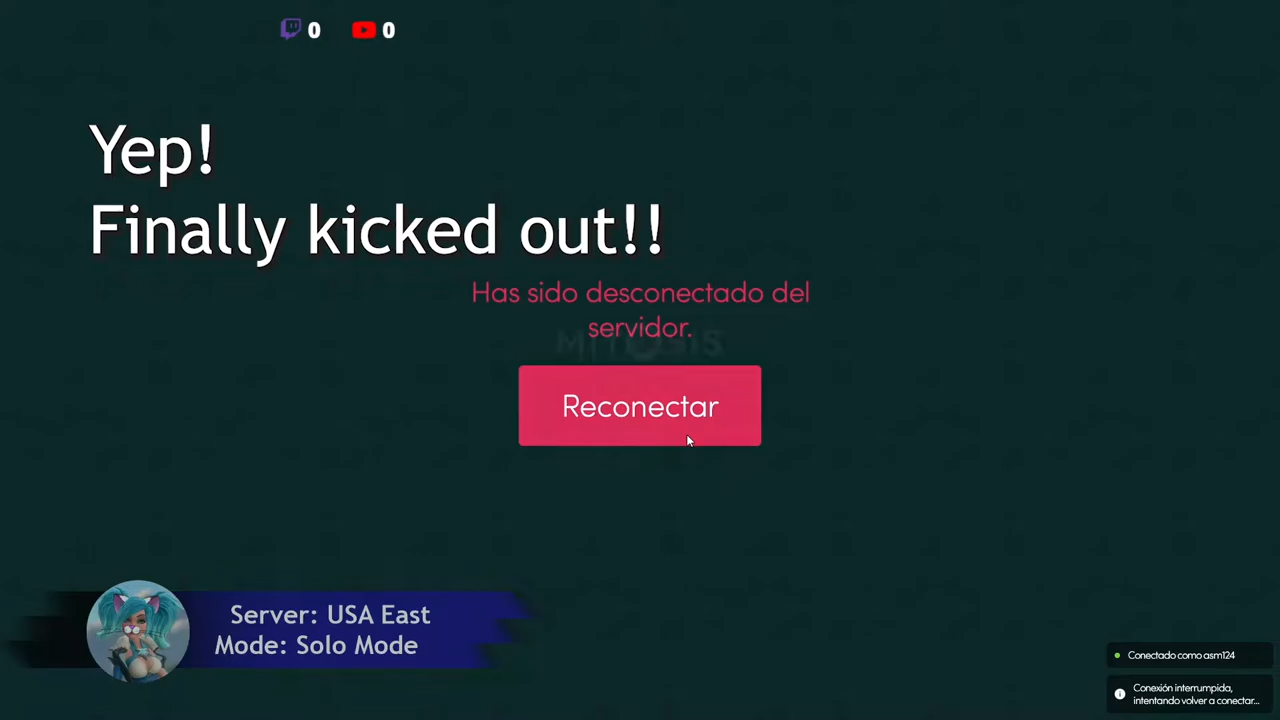 0 0
Yep!
Finally kicked out!!
Has sido desconectado del
servidor.
MITOSIS
Reconectar
Server: USA East
Mode: Solo Mode
Conectado como asm124
Conexión interrumpida,
intentando volver a conectar...